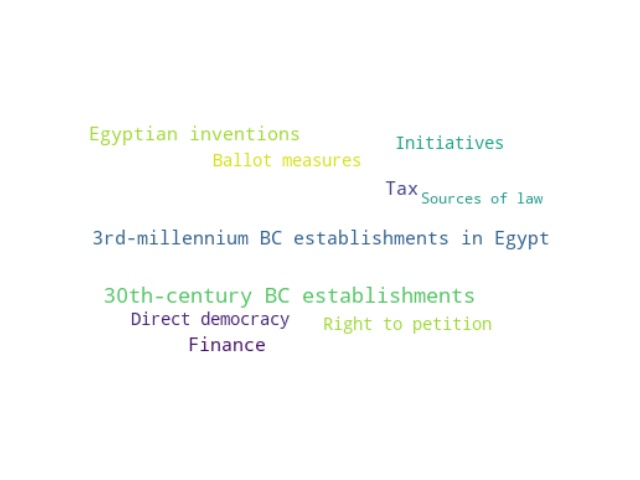 Egyptian inventions
Initiatives
Ballot measures
Tax
Sources of law
3rd-millennium BC establishments in Egypt
30th-century BC establishments
Direct democracy
Right to petition
Finance